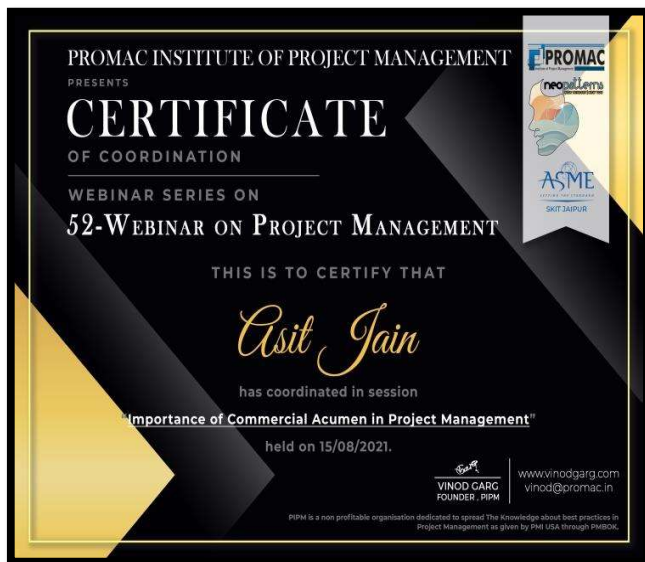 PROMAC INSTITUTE OF PROJECT MANAGEMENT
PRESENTS
CERTIFICATE
OF COORDINATION
WEBINAR SERIES ON
52-WEBINAR ON PROJECT MANAGEMENT
PROMAC
neopatterns
ASME
SETTING THE STANDARD
SKIT JAIPUR
THIS IS TO CERTIFY THAT
Asit Jain
has coordinated in session
"Importance of Commercial Acumen in Project Management"
held on 15/08/2021.
VINOD GARG
FOUNDER , PIPM
www.vinodgarg.com
vinod@promac.in
PIPM is a non profitable organisation dedicated to spread The Knowledge about best practices in
Project Management as given by PMI USA through PMBOK.